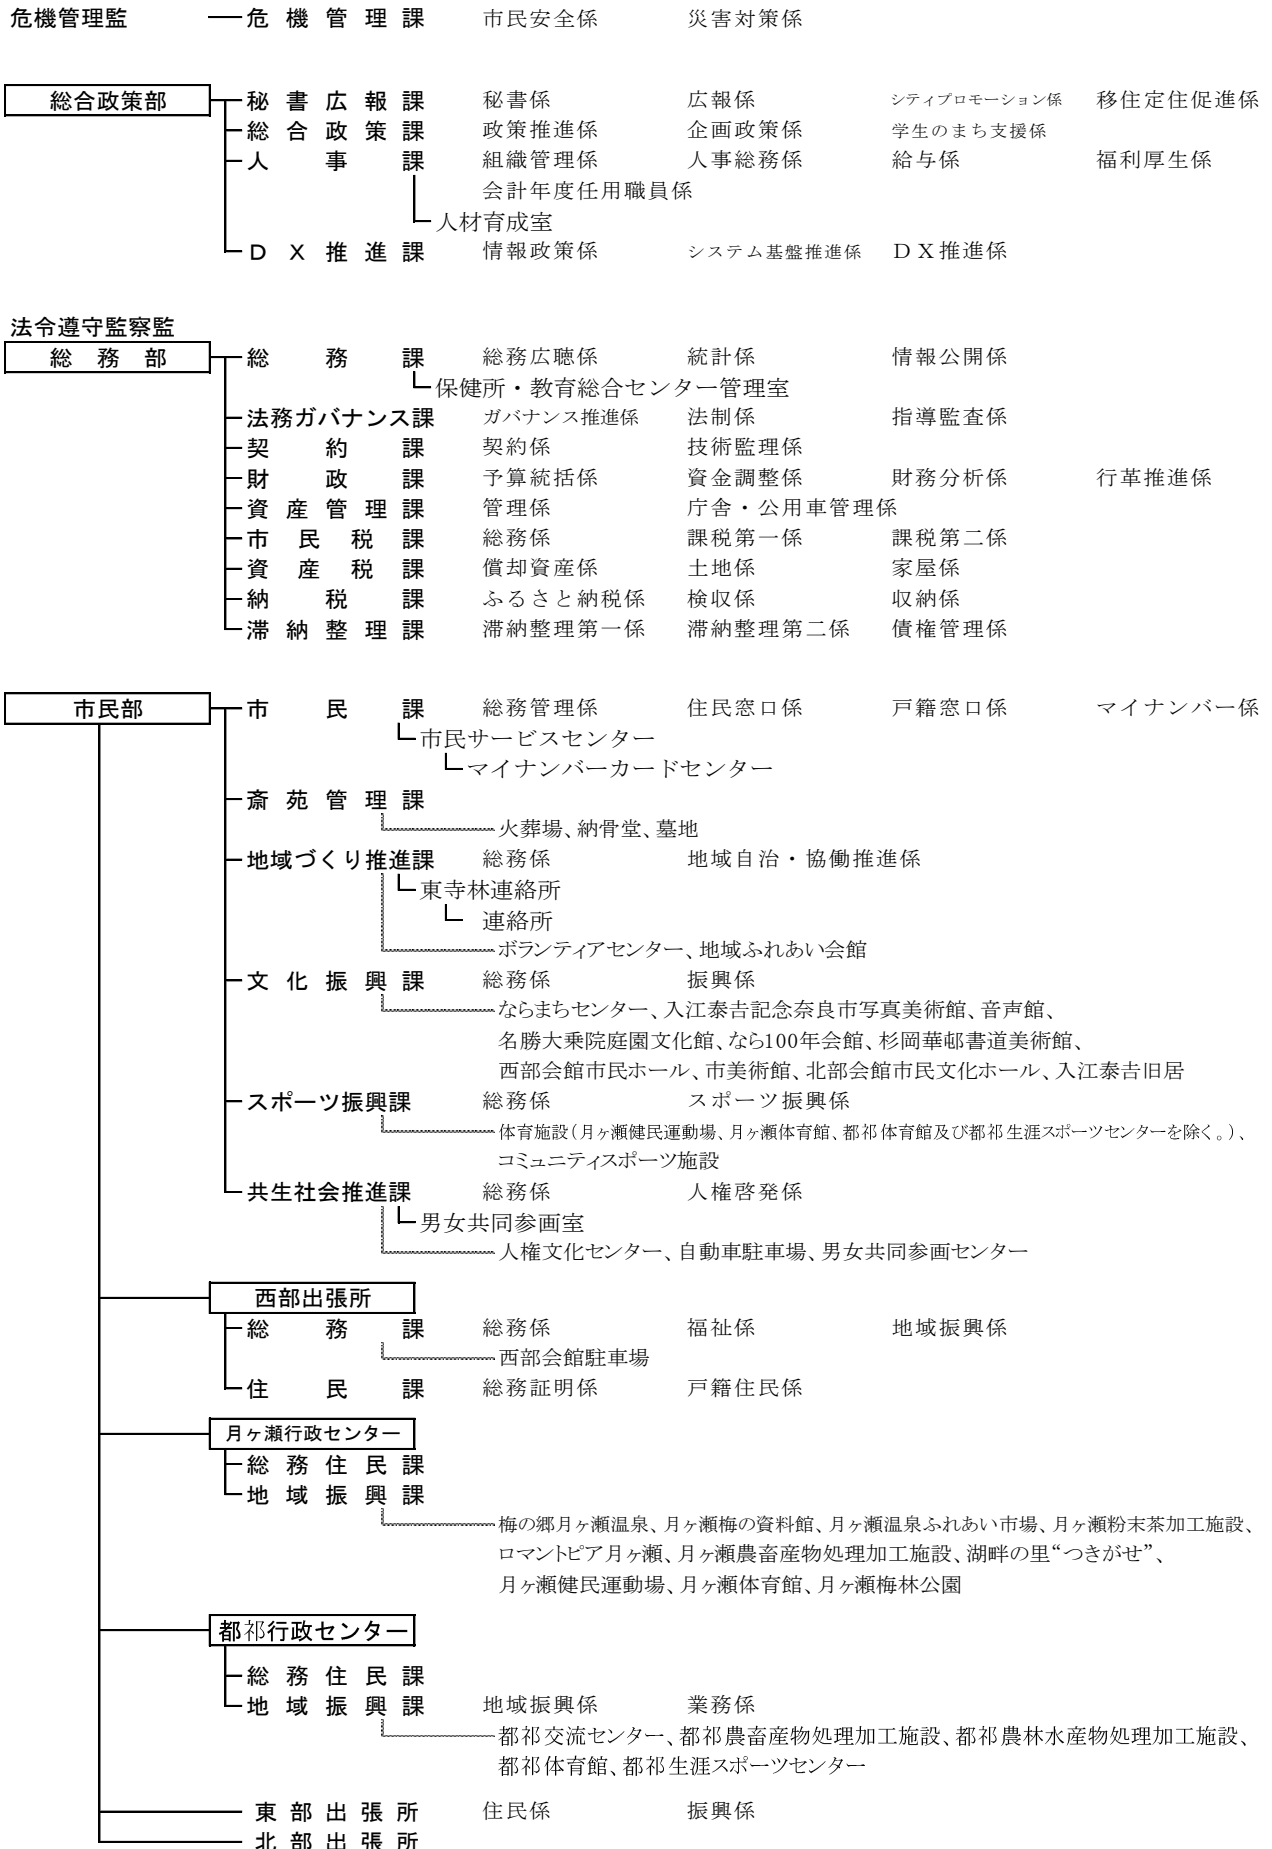 危機管理監 危機管理課 市民安全係 災害対策係
総合政策部 秘書広報課 秘書係 広報係 シティプロモーション係 移住定住促進係
総合政策課 政策推進係 企画政策係 学生のまち支援係
人事課 組織管理係 人事総務係 給与係 福利厚生係
会計年度任用職員係
人材育成室
ＤＸ推進課 情報政策係 システム基盤推進係 ＤＸ推進係
法令遵守監察監
総務部 総務課 総務広聴係 統計係 情報公開係
保健所・教育総合センター管理室
法務ガバナンス課 ガバナンス推進係 法制係 指導監査係
契約課 契約係 技術監理係
財政課 予算統括係 資金調整係 財務分析係 行革推進係
資産管理課 管理係 庁舎・公用車管理係
市民税課 総務係 課税第一係 課税第二係
資産税課 償却資産係 土地係 家屋係
納税課 ふるさと納税係 検収係 収納係
滞納整理課 滞納整理第一係 滞納整理第二係 債権管理係
市民部 市民課 総務管理係 住民窓口係 戸籍窓口係 マイナンバー係
市民サービスセンター
マイナンバーカードセンター
斎苑管理課
火葬場、納骨堂、墓地
地域づくり推進課 総務係 地域自治・協働推進係
東寺林連絡所
連絡所
ボランティアセンター、地域ふれあい会館
文化振興課 総務係 振興係
ならまちセンター、入江泰𠮷記念奈良市写真美術館、音声館、
名勝大乗院庭園文化館、なら100年会館、杉岡華邨書道美術館、
西部会館市民ホール、市美術館、北部会館市民文化ホール、入江泰𠮷旧居
スポーツ振興課 総務係 スポーツ振興係
体育施設（月ヶ瀬健民運動場、月ヶ瀬体育館、都祁体育館及び都祁生涯スポーツセンターを除く。）、
コミュニティスポーツ施設
共生社会推進課 総務係 人権啓発係
男女共同参画室
人権文化センター、自動車駐車場、男女共同参画センター
西部出張所
総務課 総務係 福祉係 地域振興係
西部会館駐車場
住民課 総務証明係 戸籍住民係
月ヶ瀬行政センター
総務住民課
地域振興課
梅の郷月ヶ瀬温泉、月ヶ瀬梅の資料館、月ヶ瀬温泉ふれあい市場、月ヶ瀬粉末茶加工施設、
ロマントピア月ヶ瀬、月ヶ瀬農畜産物処理加工施設、湖畔の里“つきがせ”、
月ヶ瀬健民運動場、月ヶ瀬体育館、月ヶ瀬梅林公園
都祁行政センター
総務住民課
地域振興課 地域振興係 業務係
都祁交流センター、都祁農畜産物処理加工施設、都祁農林水産物処理加工施設、
都祁体育館、都祁生涯スポーツセンター
東部出張所 住民係 振興係
北部出張所